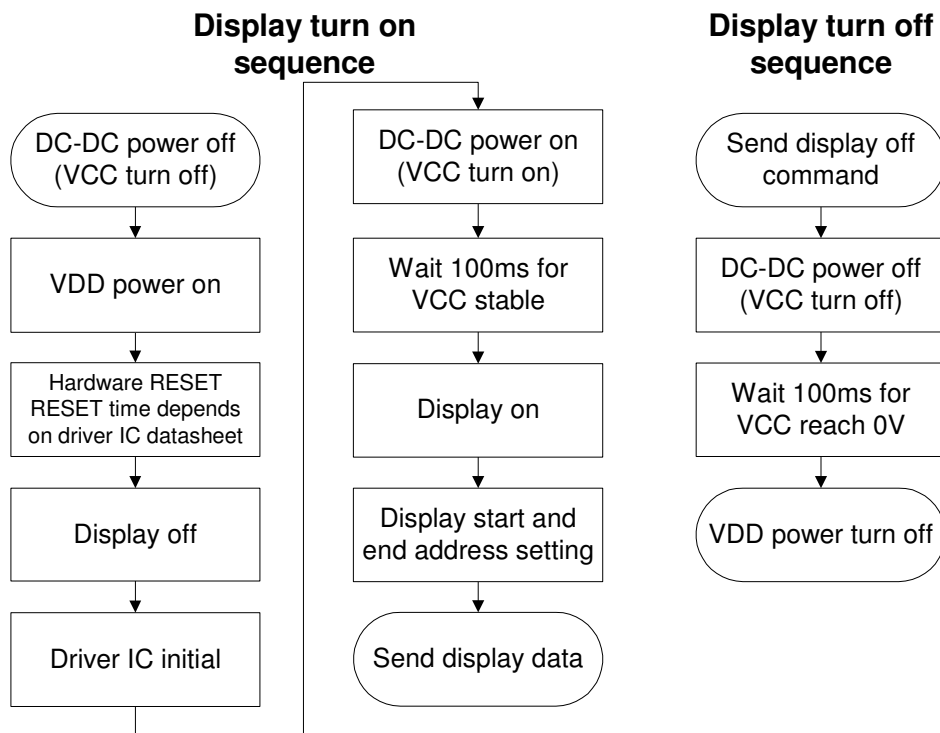 Display turn on
sequence
DC-DC power off
(VCC turn off)
VDD power on
Hardware RESET
RESET time depends
on driver IC datasheet
Display off
Driver IC initial
DC-DC power on
(VCC turn on)
Wait 100ms for
VCC stable
Display on
Display start and
end address setting
Send display data
Display turn off
sequence
Send display off
command
DC-DC power off
(VCC turn off)
Wait 100ms for
VCC reach 0V
VDD power turn off